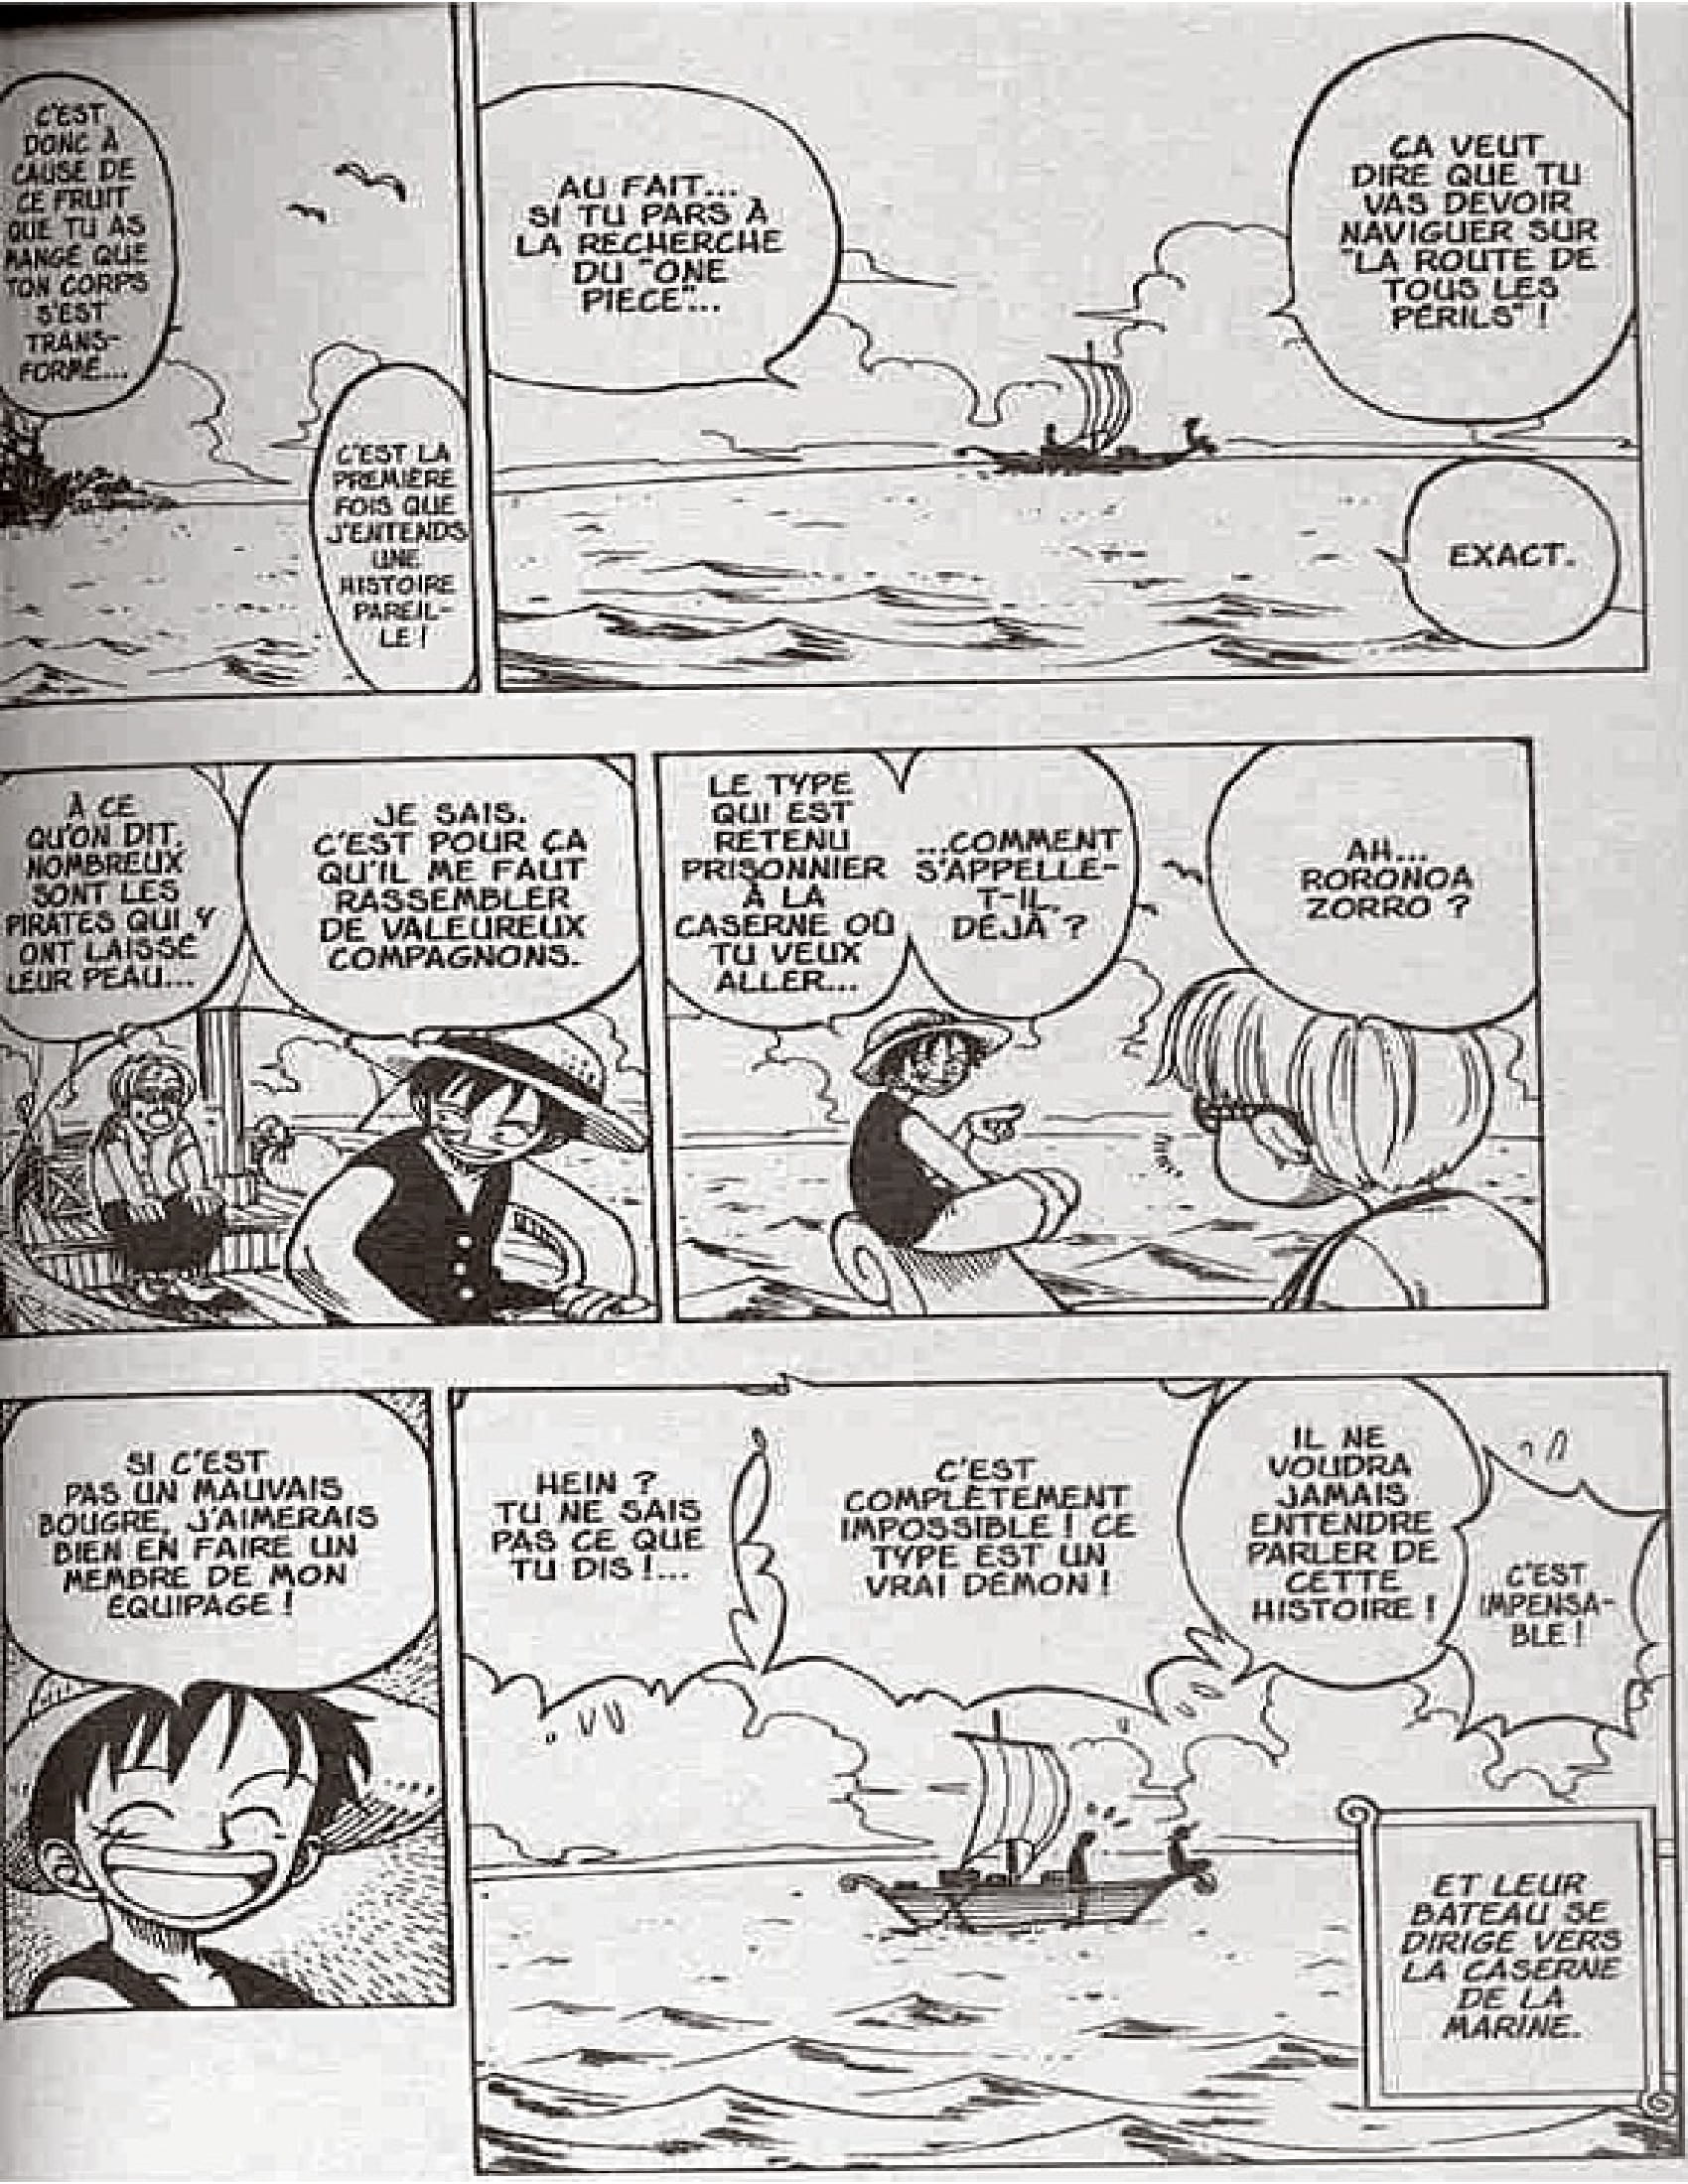 C'EST
DONC À
CAUSE DE
CE FRUIT
QUE TU AS
MANGÉ QUE
TON CORPS
S'EST
TRANS-
FORMÉ...
C'EST LA
PREMIÈRE
FOIS QUE
J'ENTENDS
UNE
HISTOIRE
PAREIL-
LE !
AU FAIT...
SI TU PARS À
LA RECHERCHE
DU "ONE
PIECE"...
ÇA VEUT
DIRE QUE TU
VAS DEVOIR
NAVIGUER SUR
"LA ROUTE DE
TOUS LES
PÉRILS" !
EXACT.
À CE
QU'ON DIT,
NOMBREUX
SONT LES
PIRATES QUI Y
ONT LAISSÉ
LEUR PEAU...
JE SAIS.
C'EST POUR ÇA
QU'IL ME FAUT
RASSEMBLER
DE VALEUREUX
COMPAGNONS.
LE TYPE
QUI EST
RETENU
PRISONNIER
À LA
CASERNE OÙ
TU VEUX
ALLER...
...COMMENT
S'APPELLE-
T-IL,
DÉJÀ ?
AH...
RORONOA
ZORRO ?
SI C'EST
PAS UN MAUVAIS
BOUGRE, J'AIMERAIS
BIEN EN FAIRE UN
MEMBRE DE MON
ÉQUIPAGE !
HEIN ?
TU NE SAIS
PAS CE QUE
TU DIS !...
C'EST
COMPLÈTEMENT
IMPOSSIBLE ! CE
TYPE EST UN
VRAI DÉMON !
IL NE
VOUDRA
JAMAIS
ENTENDRE
PARLER DE
CETTE
HISTOIRE !
C'EST
IMPENSA-
BLE !
ET LEUR
BATEAU SE
DIRIGE VERS
LA CASERNE
DE LA
MARINE.